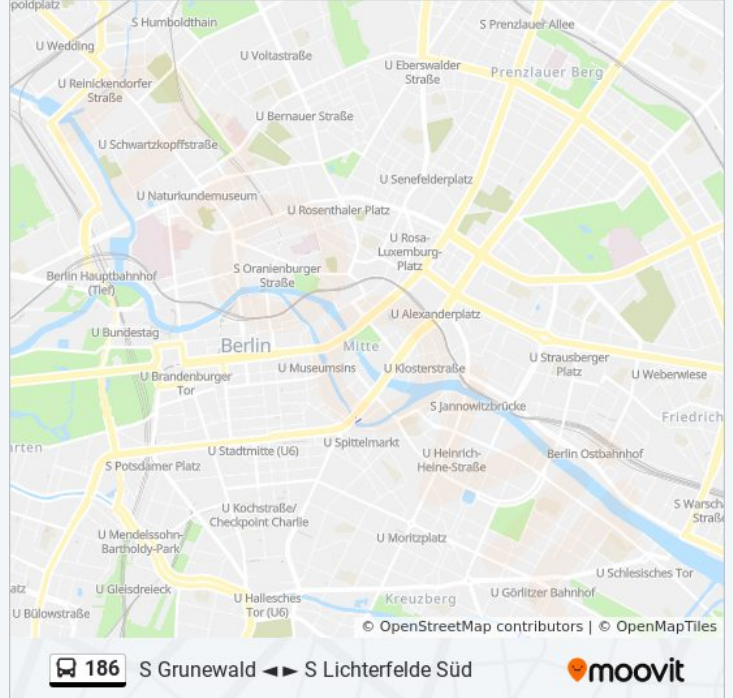 poldplatz
S Humboldthain
S Prenzlauer Allee
U Wedding
U Voltastraße
U Eberswalder
Straße
Prenzlauer Berg
U Reinickendorfer
Straße
U Bernauer Straße
U Schwartzkopffstraße
U Senefelderplatz
U Naturkundemuseum
U Rosenthaler Platz
U Rosa-
Luxemburg-
Platz
S Oranienburger
Straße
Berlin Hauptbahnhof
(Tief)
U Alexanderplatz
U Bundestag
Berlin
Mitte
U Strausberger
Platz
U Museumsins
U Klosterstraße
U Weberwiese
U Brandenburger
Tor
S Jannowitzbrücke
Friedrich
rten
U Spittelmarkt
U Stadtmitte (U6)
U Heinrich-
Heine-Straße
Berlin Ostbahnhof
S Potsdamer Platz
S Warsch
Straße
U Kochstraße/
Checkpoint Charlie
U Mendelssohn-
Bartholdy-Park
U Moritzplatz
U Schlesisches Tor
atz
U Gleisdreieck
U Görlitzer Bahnhof
U Hallesches
Tor (U6)
Kreuzberg
U Bülowstraße
© OpenStreetMap contributors | © OpenMapTiles
186 S Grunewald ◄► S Lichterfelde Süd
moovit